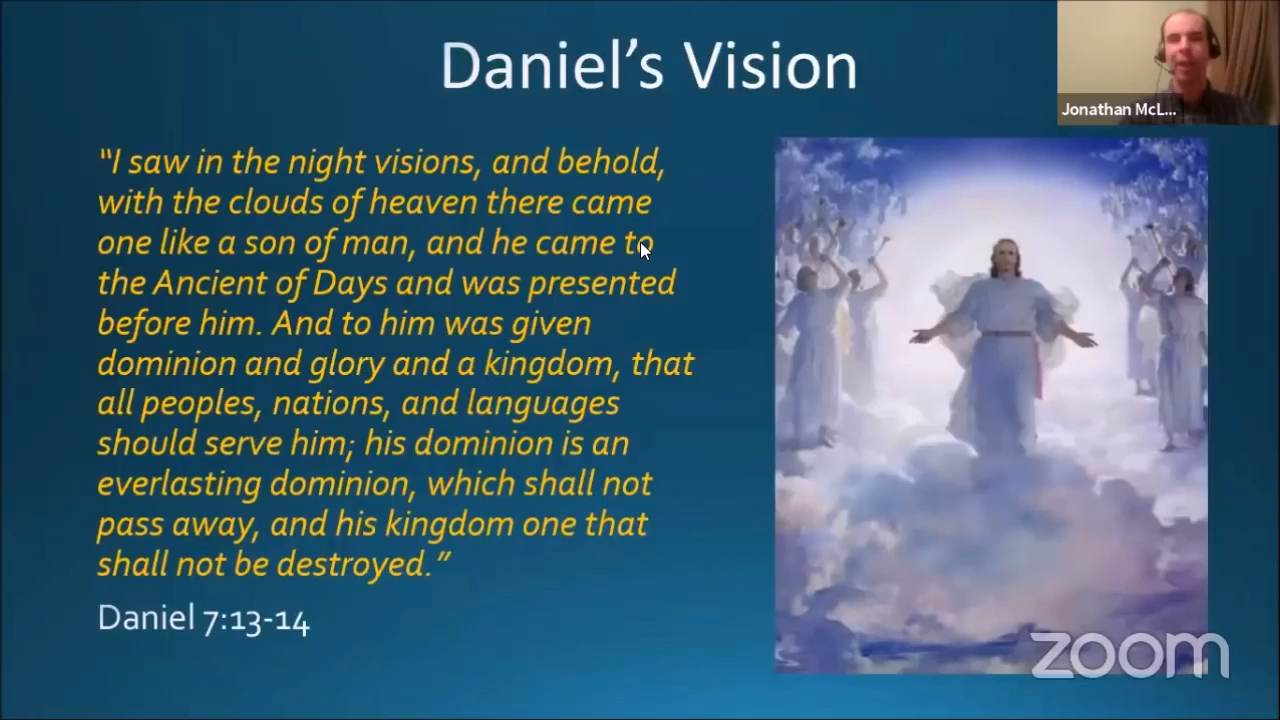 Daniel’s Vision
Jonathan McL...
“I saw in the night visions, and behold,
with the clouds of heaven there came
one like a son of man, and he came to
the Ancient of Days and was presented
before him. And to him was given
dominion and glory and a kingdom, that
all peoples, nations, and languages
should serve him; his dominion is an
everlasting dominion, which shall not
pass away, and his kingdom one that
shall not be destroyed.”
Daniel 7:13-14
zoom